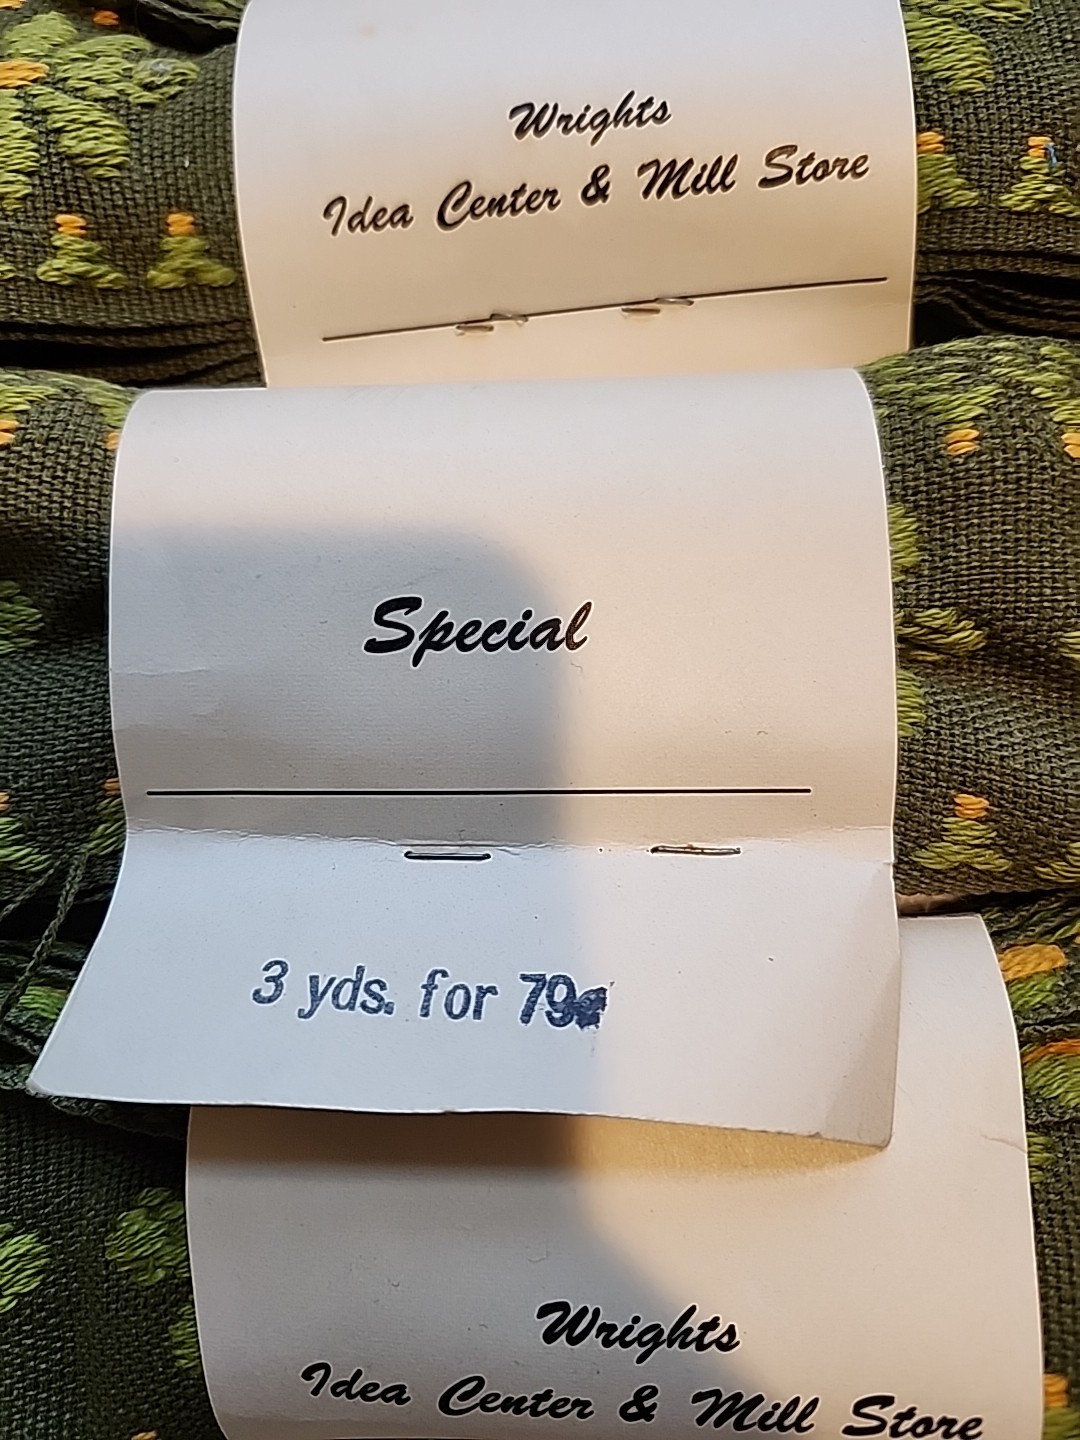 Wrights
Idea Center & Mill Store
Special
3 yds. for 79¢
Wrights
Idea Center & Mill Store